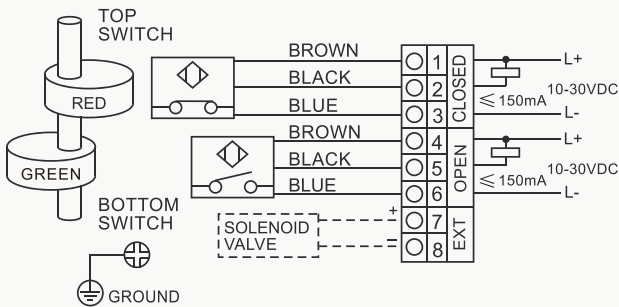 TOP
SWITCH
RED
GREEN
BOTTOM
SWITCH
GROUND
BROWN
BLACK
BLUE
BROWN
BLACK
BLUE
SOLENOID
VALVE
+
−
1
2
3
4
5
6
7
8
CLOSED
OPEN
EXT
L+
10-30VDC
≤ 150mA
L-
L+
10-30VDC
≤ 150mA
L-